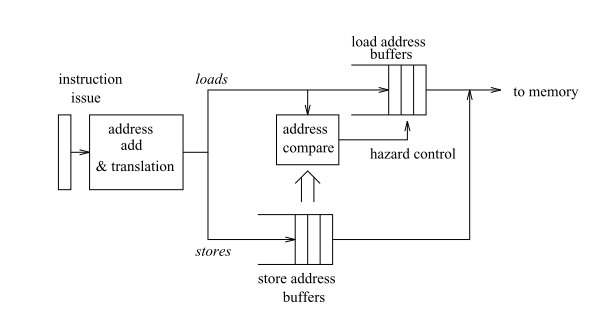 load address
buffers
instruction
issue
loads
to memory
address
add
& translation
address
compare
hazard control
stores
store address
buffers